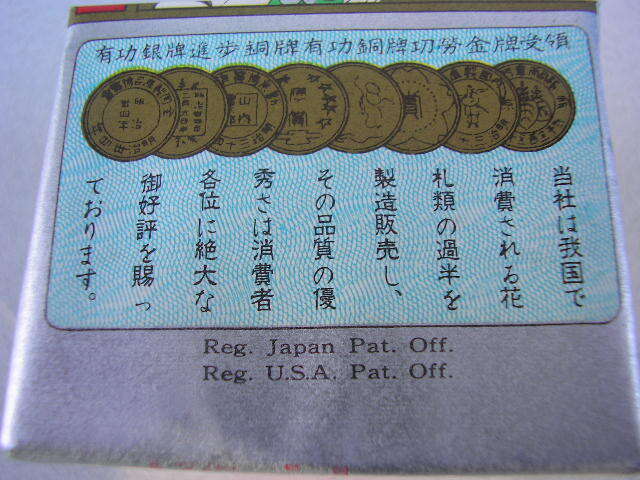 有功銀牌進歩銅牌有功銅牌功労金牌受領
当社は我国で
消費される花
札類の過半を
製造販売し、
その品質の優
秀さは消費者
各位に絶大な
御好評を賜っ
ております。
Reg. Japan Pat. Off.
Reg. U.S.A. Pat. Off.